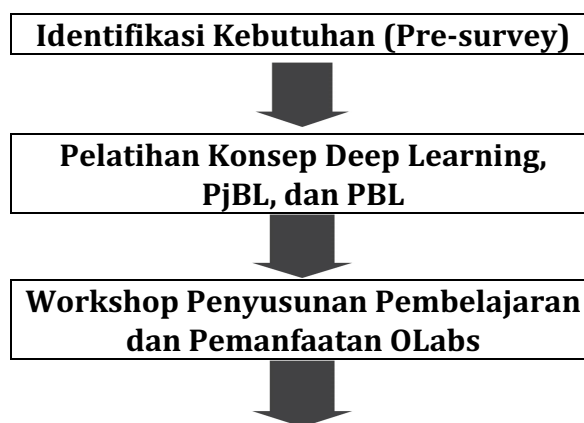 Identifikasi Kebutuhan (Pre-survey)
Pelatihan Konsep Deep Learning,
PjBL, dan PBL
Workshop Penyusunan Pembelajaran
dan Pemanfaatan OLabs